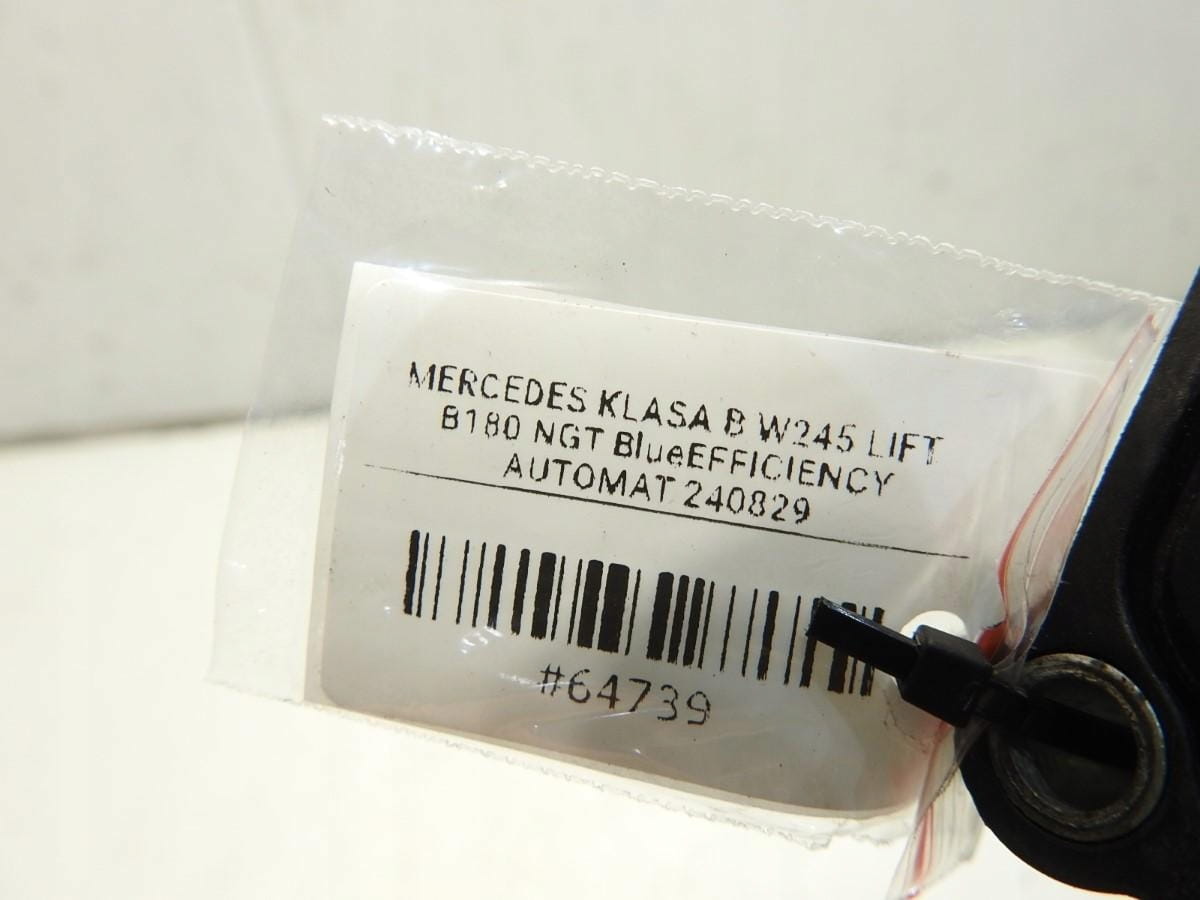 MERCEDES KLASA B W245 LIFT
B180 NGT BlueEFFICIENCY
AUTOMAT 240829
#64739